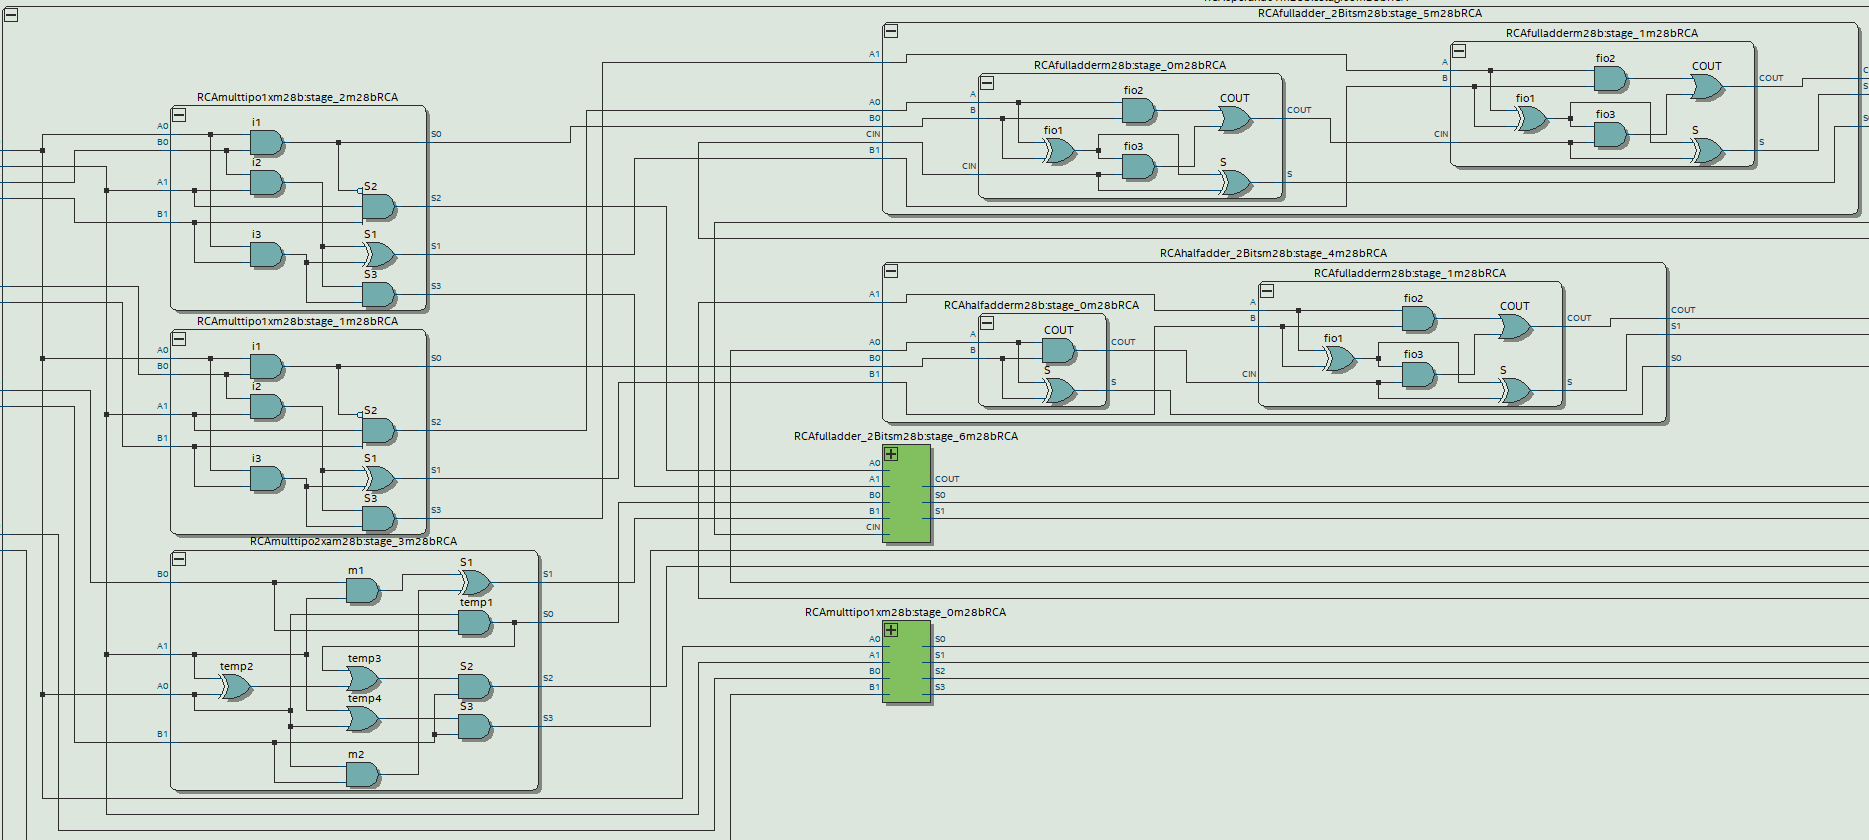 RCAfulladder_2Bitsm28b:stage_5m28bRCA
RCAfulladderm28b:stage_1m28bRCA
A1
A
B
fio2
COUT
COUT
fio1
fio3
CIN
S
S
RCAfulladderm28b:stage_0m28bRCA
A0
B0
CIN
B1
A
B
fio2
COUT
COUT
fio1
fio3
CIN
S
S
RCAmulttipo1xm28b:stage_2m28bRCA
A0
B0
A1
B1
i1
i2
i3
S2
S1
S3
S0
S2
S1
S3
RCAhalfadder_2Bitsm28b:stage_4m28bRCA
RCAfulladderm28b:stage_1m28bRCA
A1
A0
B0
B1
RCAhalfadderm28b:stage_0m28bRCA
A
B
COUT
S
COUT
S
A
B
CIN
fio2
COUT
fio1
fio3
S
COUT
S
COUT
S1
S0
RCAmulttipo1xm28b:stage_1m28bRCA
A0
B0
A1
B1
i1
i2
i3
S2
S1
S3
S0
S2
S1
S3
RCAfulladder_2Bitsm28b:stage_6m28bRCA
A0
A1
B0
B1
CIN
COUT
S0
S1
RCAmulttipo2xam28b:stage_3m28bRCA
B0
A1
A0
B1
m1
S1
temp1
temp2
temp3
temp4
S2
S3
m2
S1
S0
S2
S3
RCAmulttipo1xm28b:stage_0m28bRCA
A0
A1
B0
B1
S0
S1
S2
S3